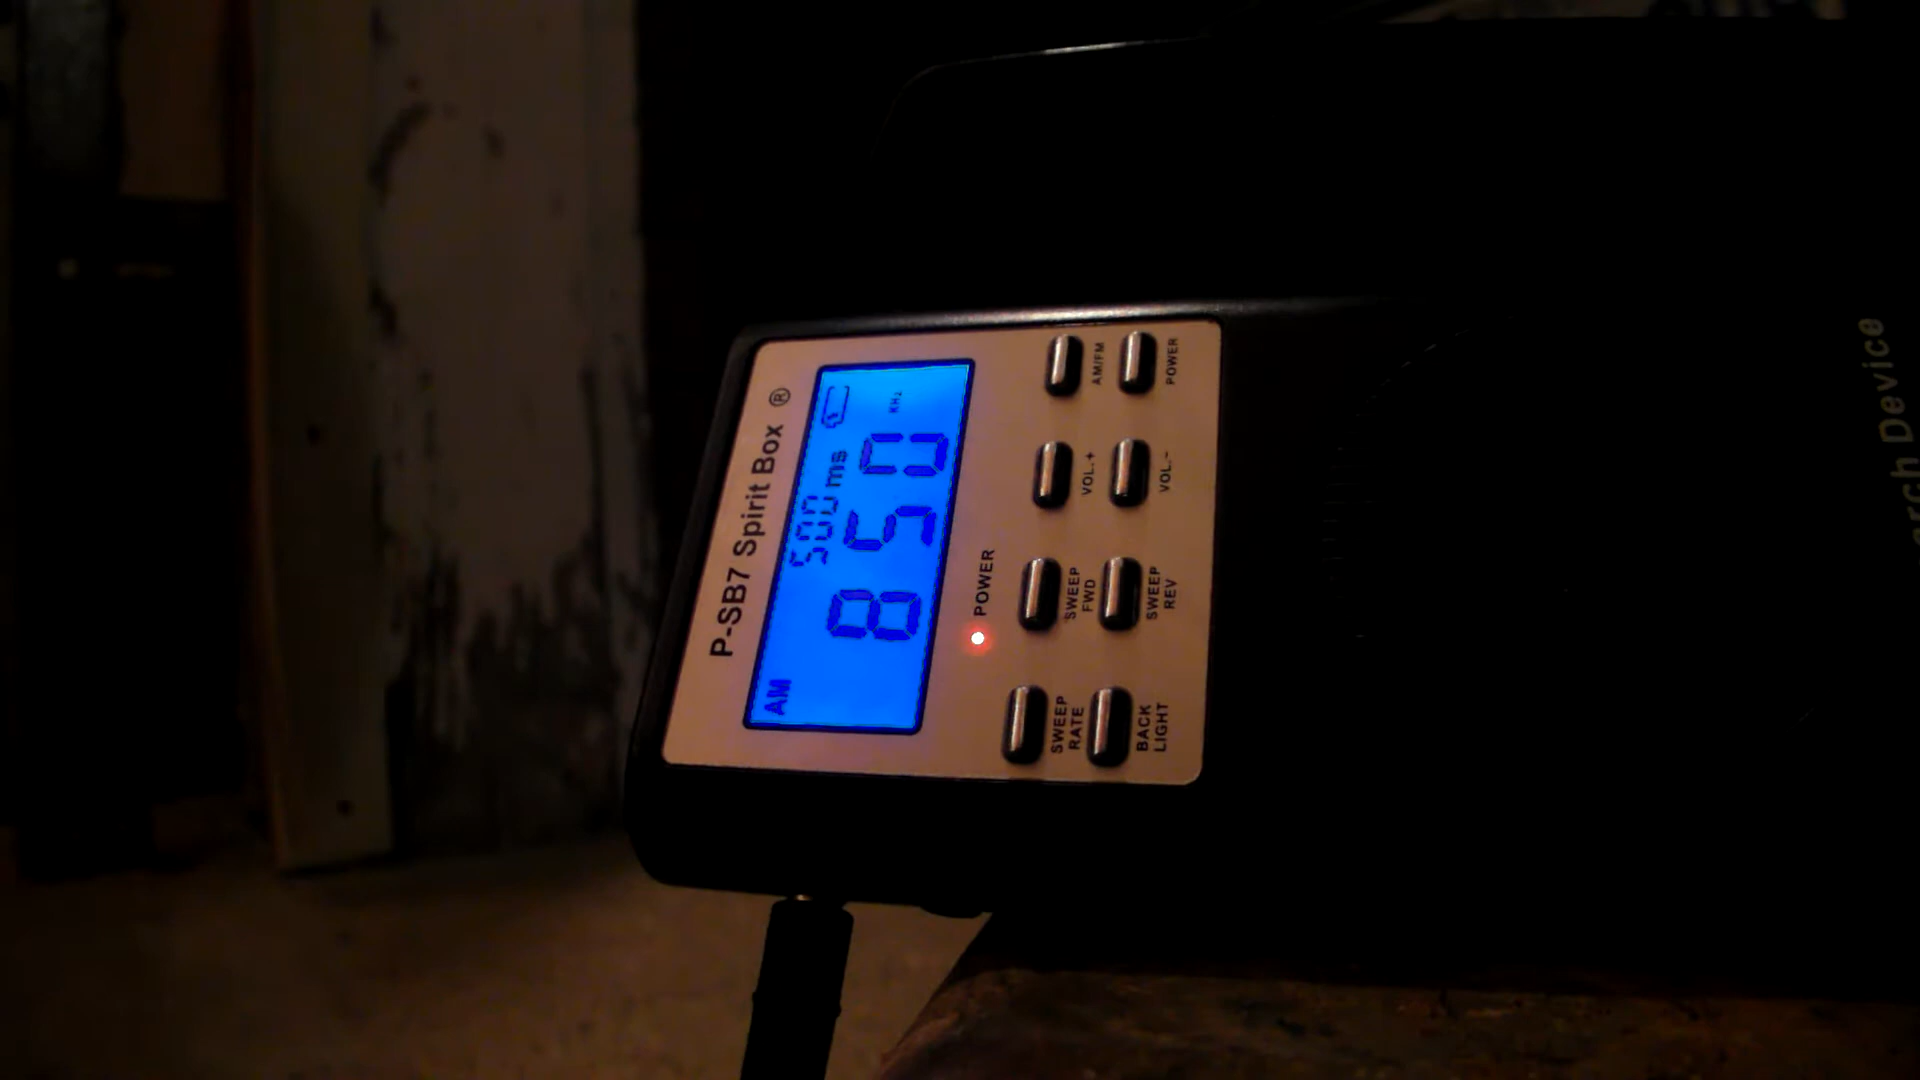 P-SB7 Spirit Box ®
AM 500 ms
850 KHz
POWER
SWEEP RATE
SWEEP FWD
VOL.+
AM/FM
BACK LIGHT
SWEEP REV
VOL.-
POWER
Device